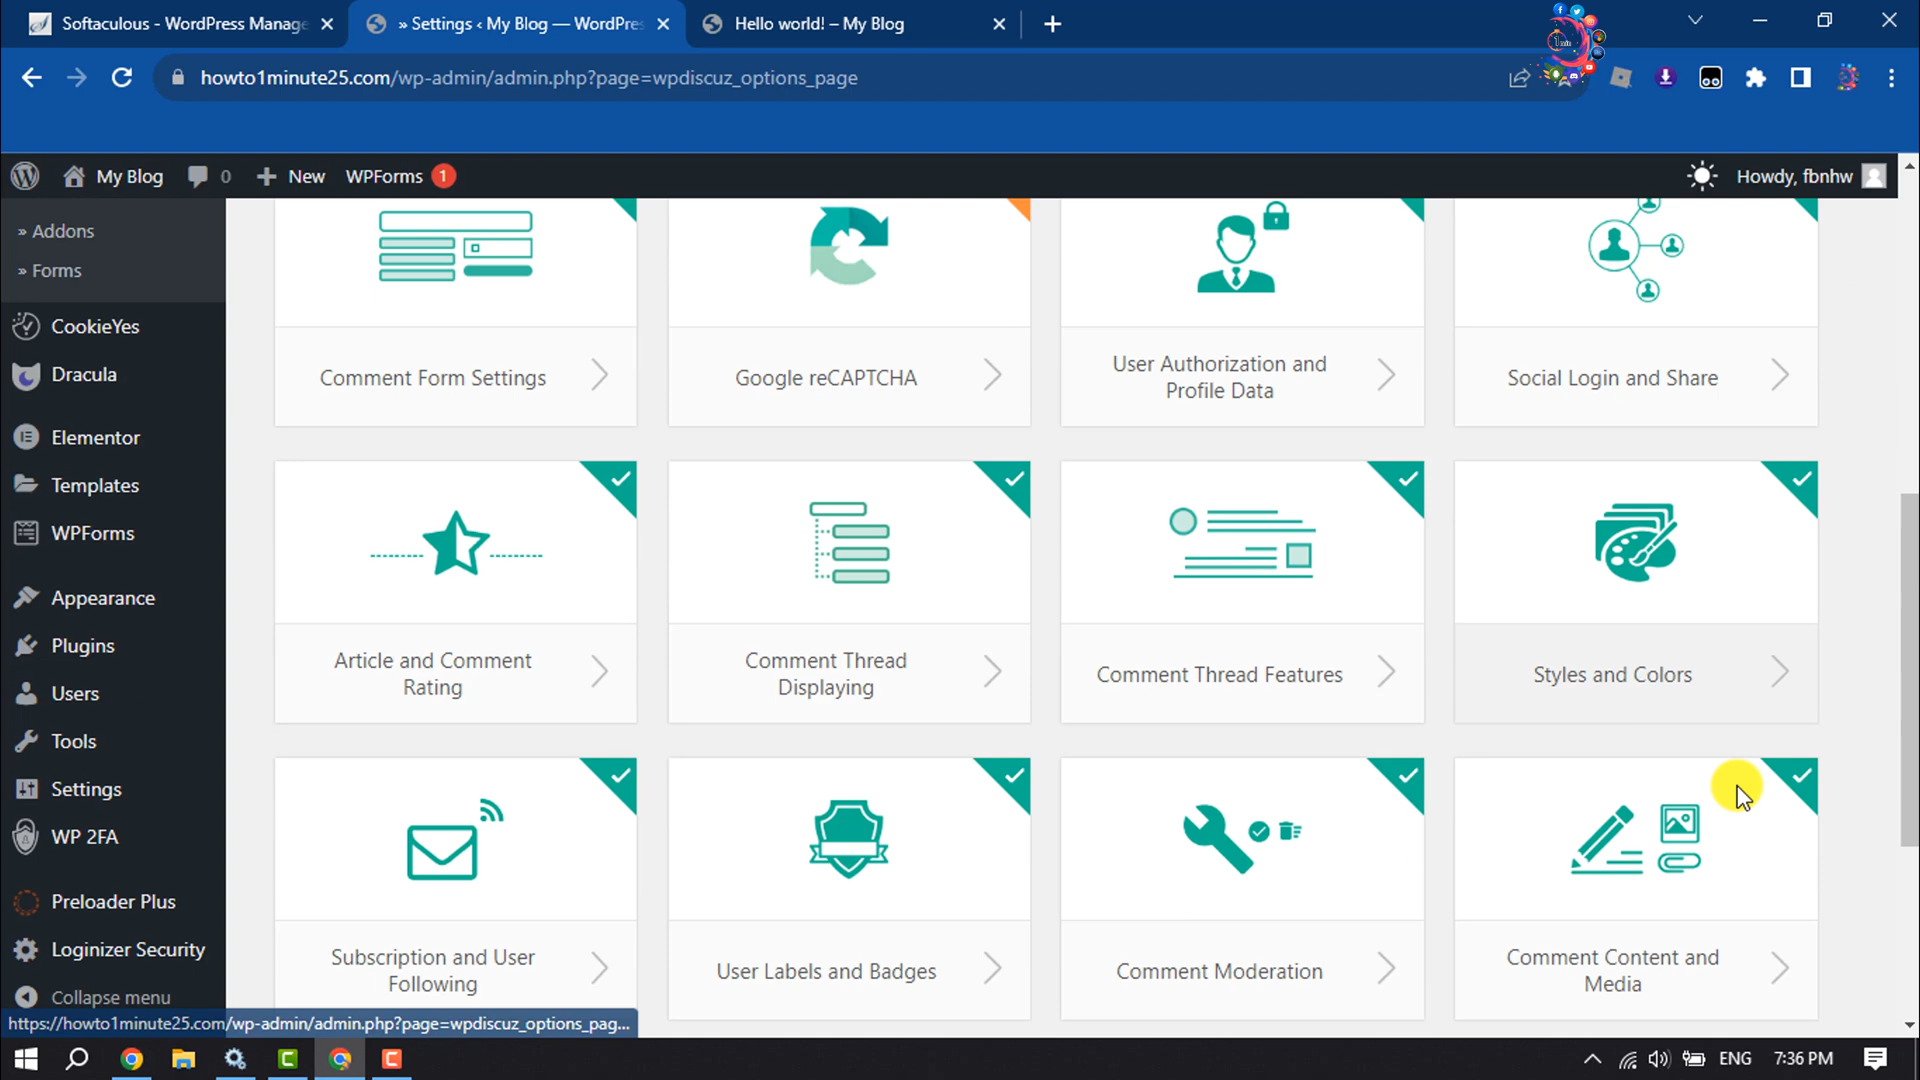 Softaculous - WordPress Manage
» Settings ‹ My Blog — WordPres
Hello world! – My Blog
howto1minute25.com/wp-admin/admin.php?page=wpdiscuz_options_page
My Blog
0
New
WPForms
1
Howdy, fbnhw
» Addons
» Forms
CookieYes
Dracula
Elementor
Templates
WPForms
Appearance
Plugins
Users
Tools
Settings
WP 2FA
Preloader Plus
Loginizer Security
Collapse menu
Comment Form Settings
Google reCAPTCHA
User Authorization and
Profile Data
Social Login and Share
Article and Comment
Rating
Comment Thread
Displaying
Comment Thread Features
Styles and Colors
Subscription and User
Following
User Labels and Badges
Comment Moderation
Comment Content and
Media
https://howto1minute25.com/wp-admin/admin.php?page=wpdiscuz_options_pag...
ENG
7:36 PM